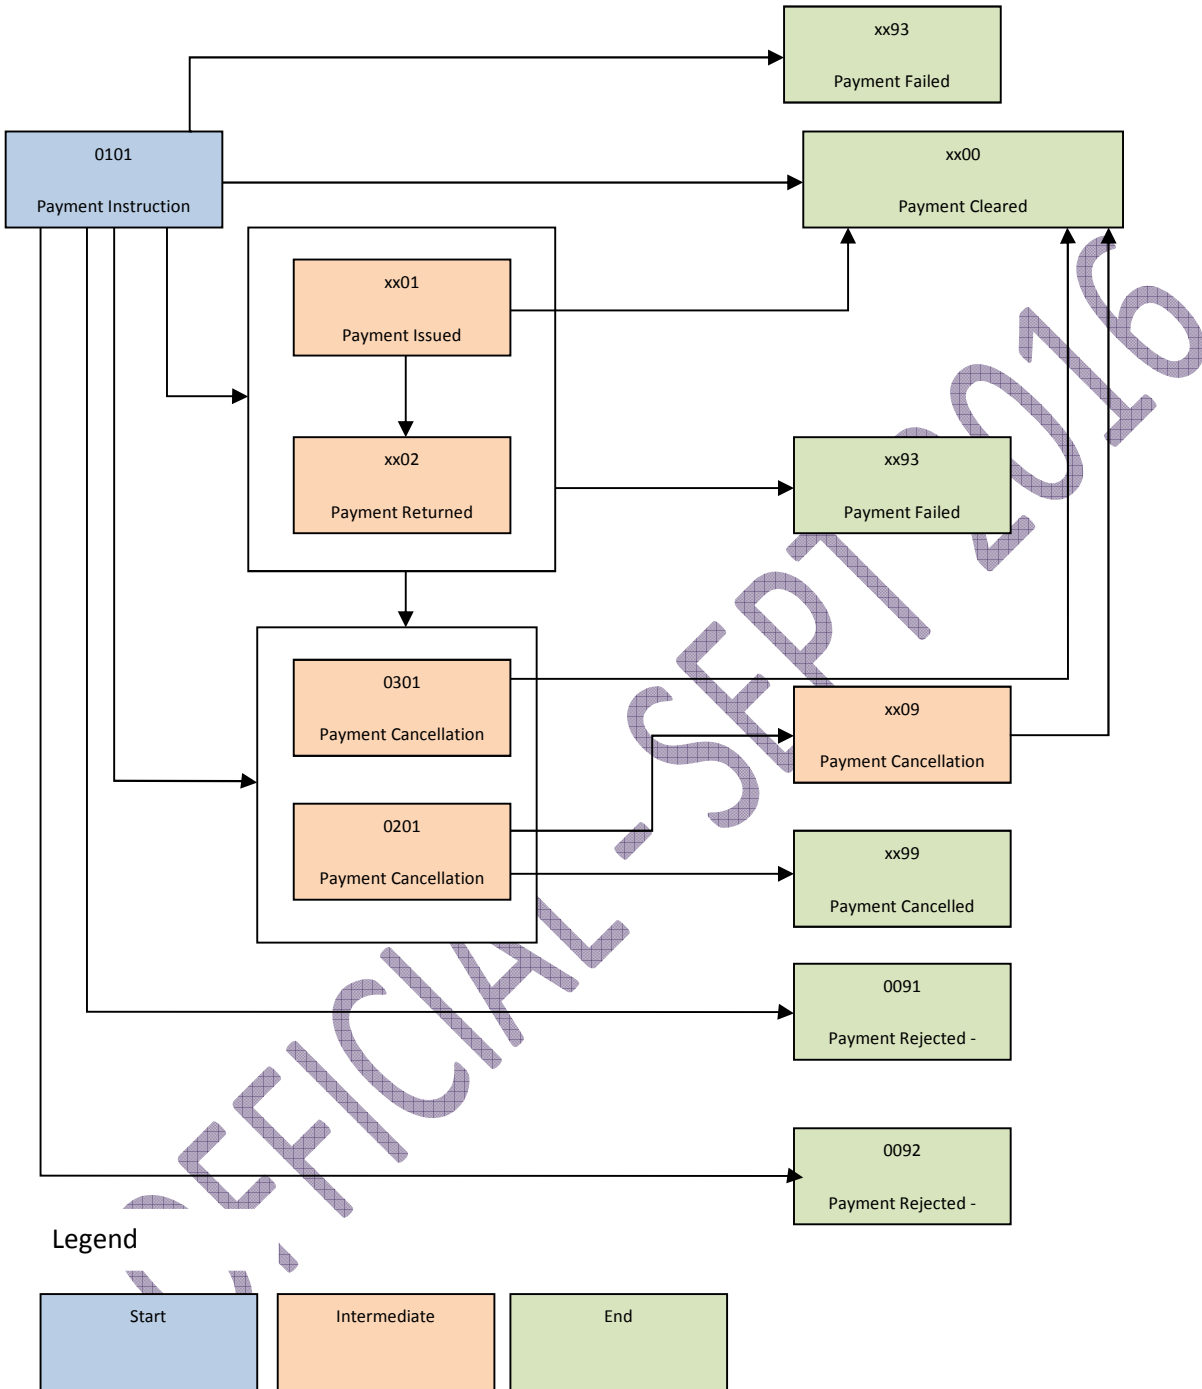 xx93
Payment Failed
0101
Payment Instruction
xx00
Payment Cleared
xx01
Payment Issued
xx02
Payment Returned
xx93
Payment Failed
0301
Payment Cancellation
xx09
Payment Cancellation
0201
Payment Cancellation
xx99
Payment Cancelled
0091
Payment Rejected -
0092
Payment Rejected -
Legend
Start
Intermediate
End
OFFICIAL - SEPT 2016